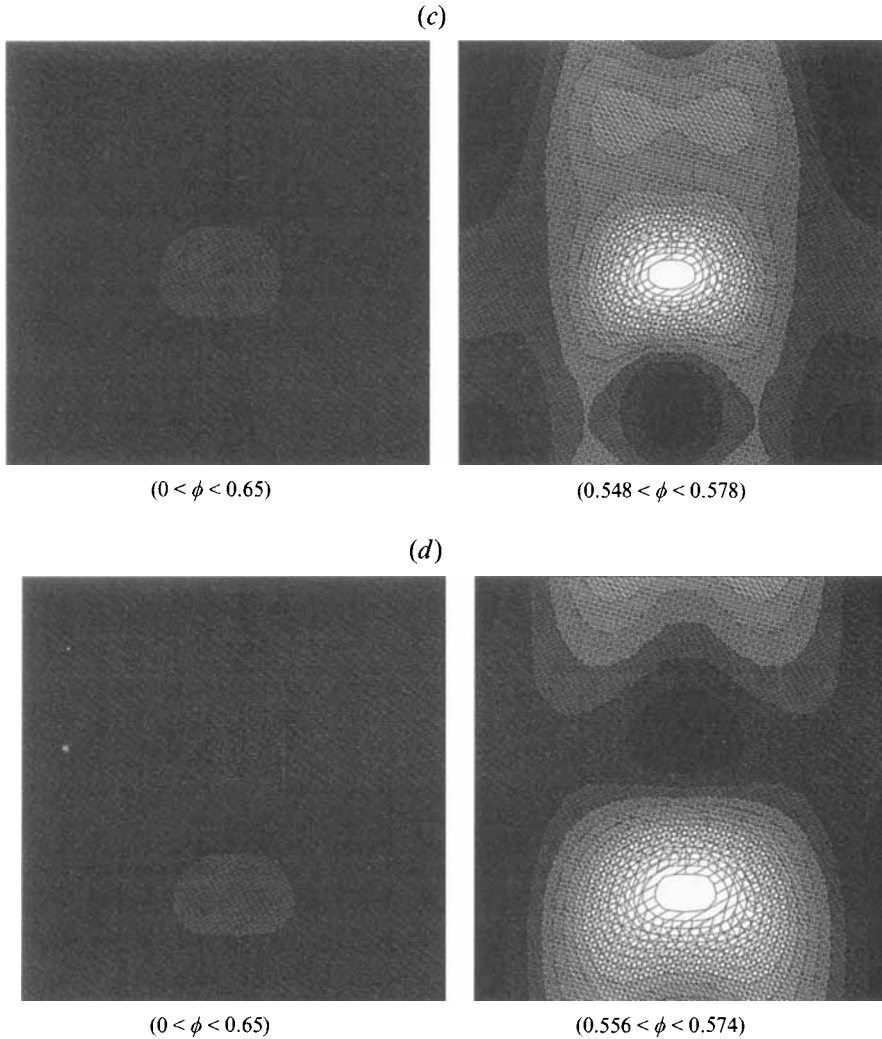 (c)
(0 < ϕ < 0.65)
(0.548 < ϕ < 0.578)
(d)
(0 < ϕ < 0.65)
(0.556 < ϕ < 0.574)